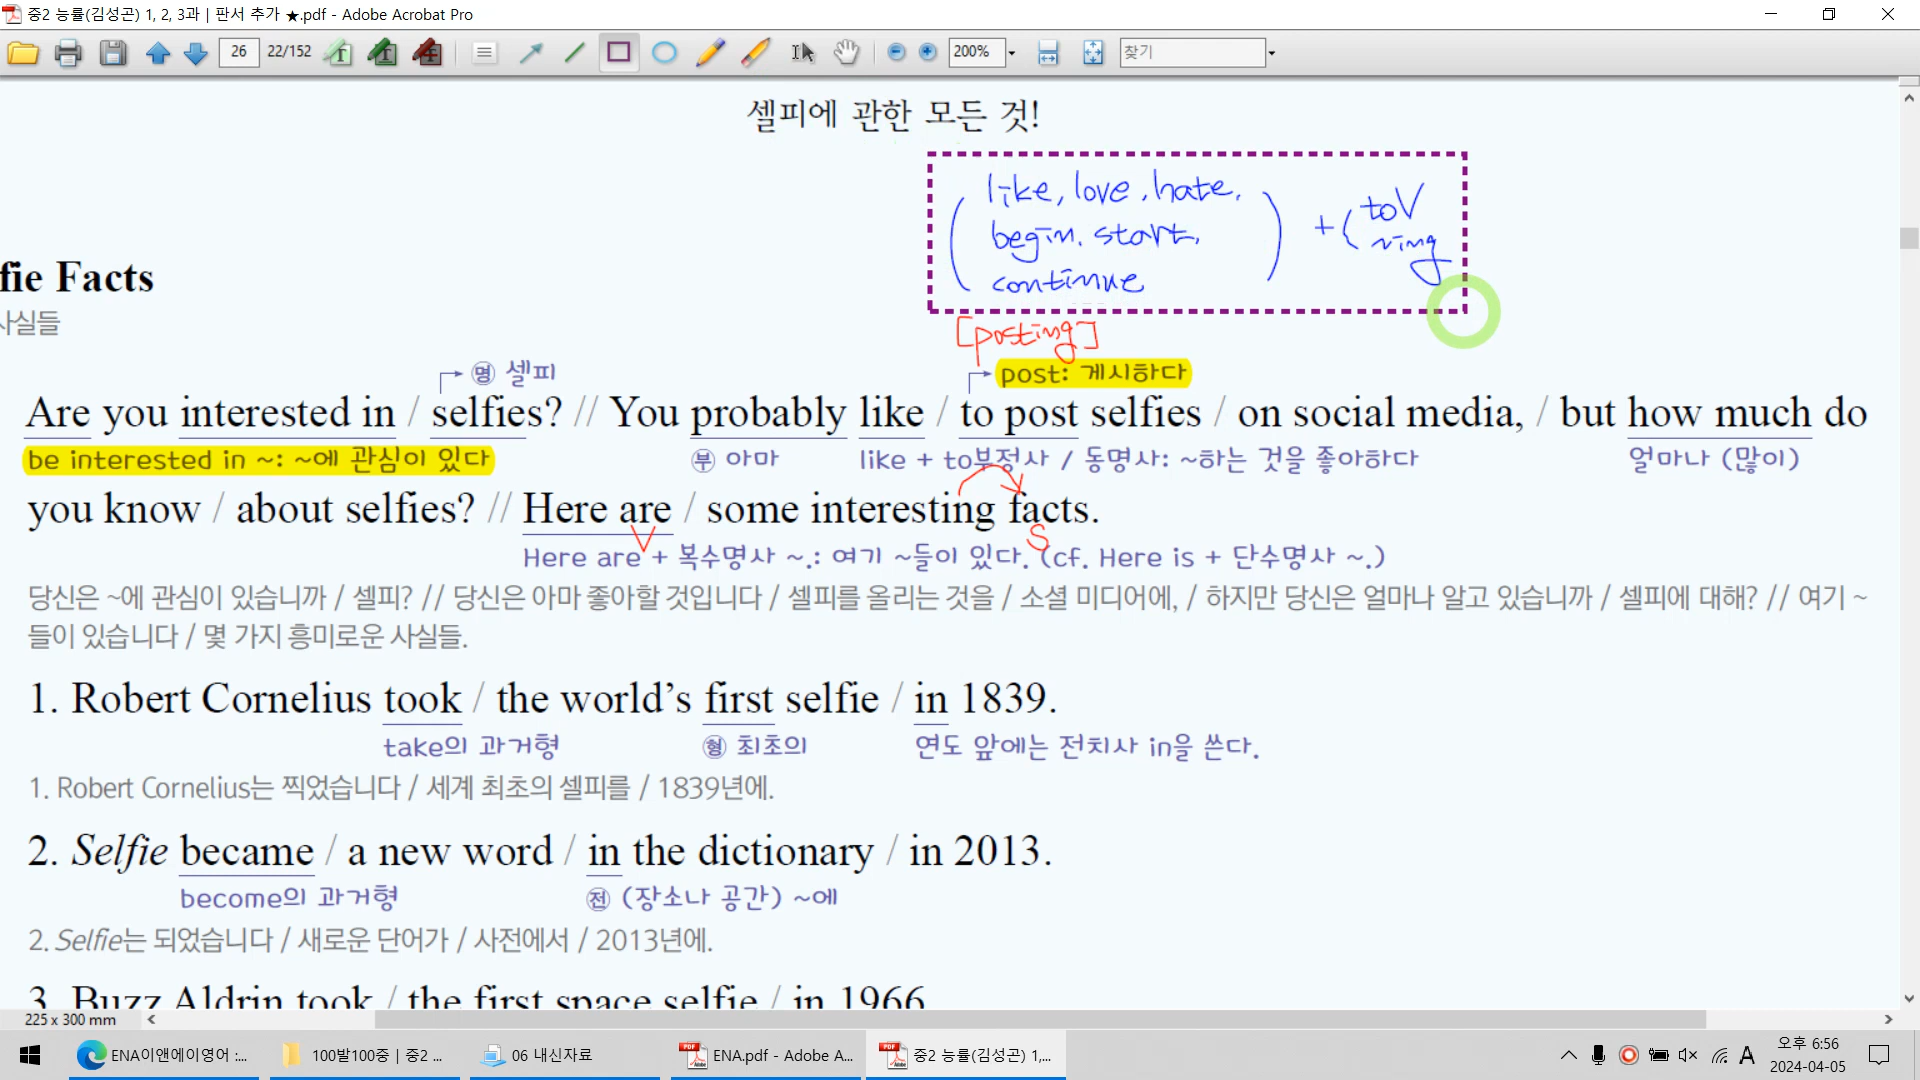 중2 능률(김성곤) 1, 2, 3과 | 판서 추가 ★.pdf - Adobe Acrobat Pro
26 22/152 200% 찾기
셀피에 관한 모든 것!
like, love, hate,
begin, start,
continue
+
toV
ving
fie Facts
사실들
[posting]
명 셀피
post: 게시하다
Are you interested in / selfies? // You probably like / to post selfies / on social media, / but how much do
be interested in ~: ~에 관심이 있다 부 아마 like + to부정사 / 동명사: ~하는 것을 좋아하다 얼마나 (많이)
you know / about selfies? // Here are / some interesting facts.
V S
Here are + 복수명사 ~.: 여기 ~들이 있다. (cf. Here is + 단수명사 ~.)
당신은 ~에 관심이 있습니까 / 셀피? // 당신은 아마 좋아할 것입니다 / 셀피를 올리는 것을 / 소셜 미디어에, / 하지만 당신은 얼마나 알고 있습니까 / 셀피에 대해? // 여기 ~
들이 있습니다 / 몇 가지 흥미로운 사실들.
1. Robert Cornelius took / the world’s first selfie / in 1839.
take의 과거형 형 최초의 연도 앞에는 전치사 in을 쓴다.
1. Robert Cornelius는 찍었습니다 / 세계 최초의 셀피를 / 1839년에.
2. Selfie became / a new word / in the dictionary / in 2013.
become의 과거형 전 (장소나 공간) ~에
2. Selfie는 되었습니다 / 새로운 단어가 / 사전에서 / 2013년에.
3. Buzz Aldrin took / the first space selfie / in 1966
225 x 300 mm
ENA이앤에이영어 :... 100발100중 | 중2 ... 06 내신자료 ENA.pdf - Adobe A... 중2 능률(김성곤) 1,... A 오후 6:56
2024-04-05